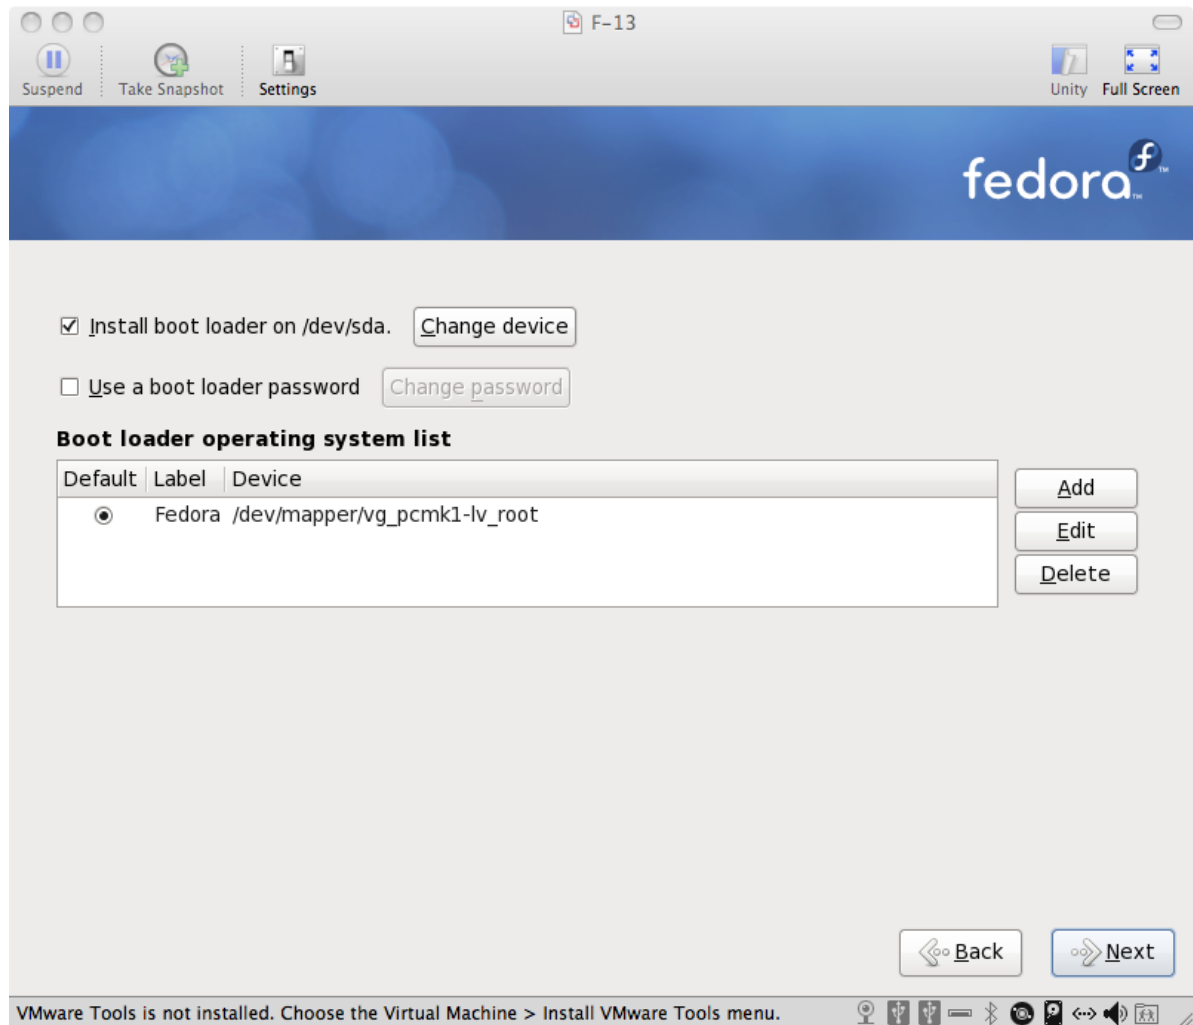 F-13
Suspend Take Snapshot Settings Unity Full Screen
fedora
Install boot loader on /dev/sda. Change device
Use a boot loader password Change password
Boot loader operating system list
Default Label Device
Fedora /dev/mapper/vg_pcmk1-lv_root
Add
Edit
Delete
Back Next
VMware Tools is not installed. Choose the Virtual Machine > Install VMware Tools menu.